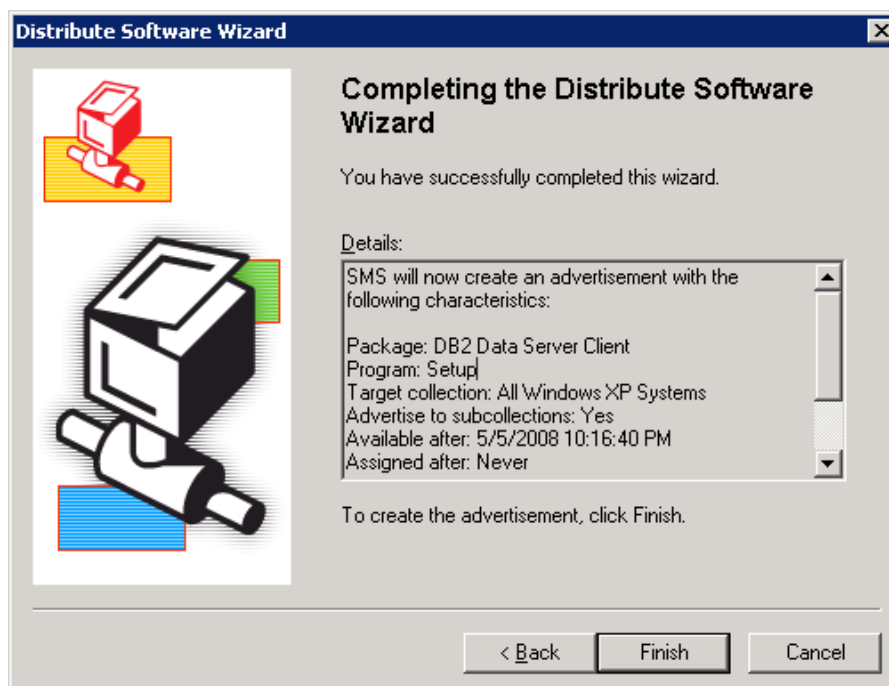 Distribute Software Wizard
Completing the Distribute Software
Wizard
You have successfully completed this wizard.
Details:
SMS will now create an advertisement with the
following characteristics:
Package: DB2 Data Server Client
Program: Setup
Target collection: All Windows XP Systems
Advertise to subcollections: Yes
Available after: 5/5/2008 10:16:40 PM
Assigned after: Never
To create the advertisement, click Finish.
< Back
Finish
Cancel